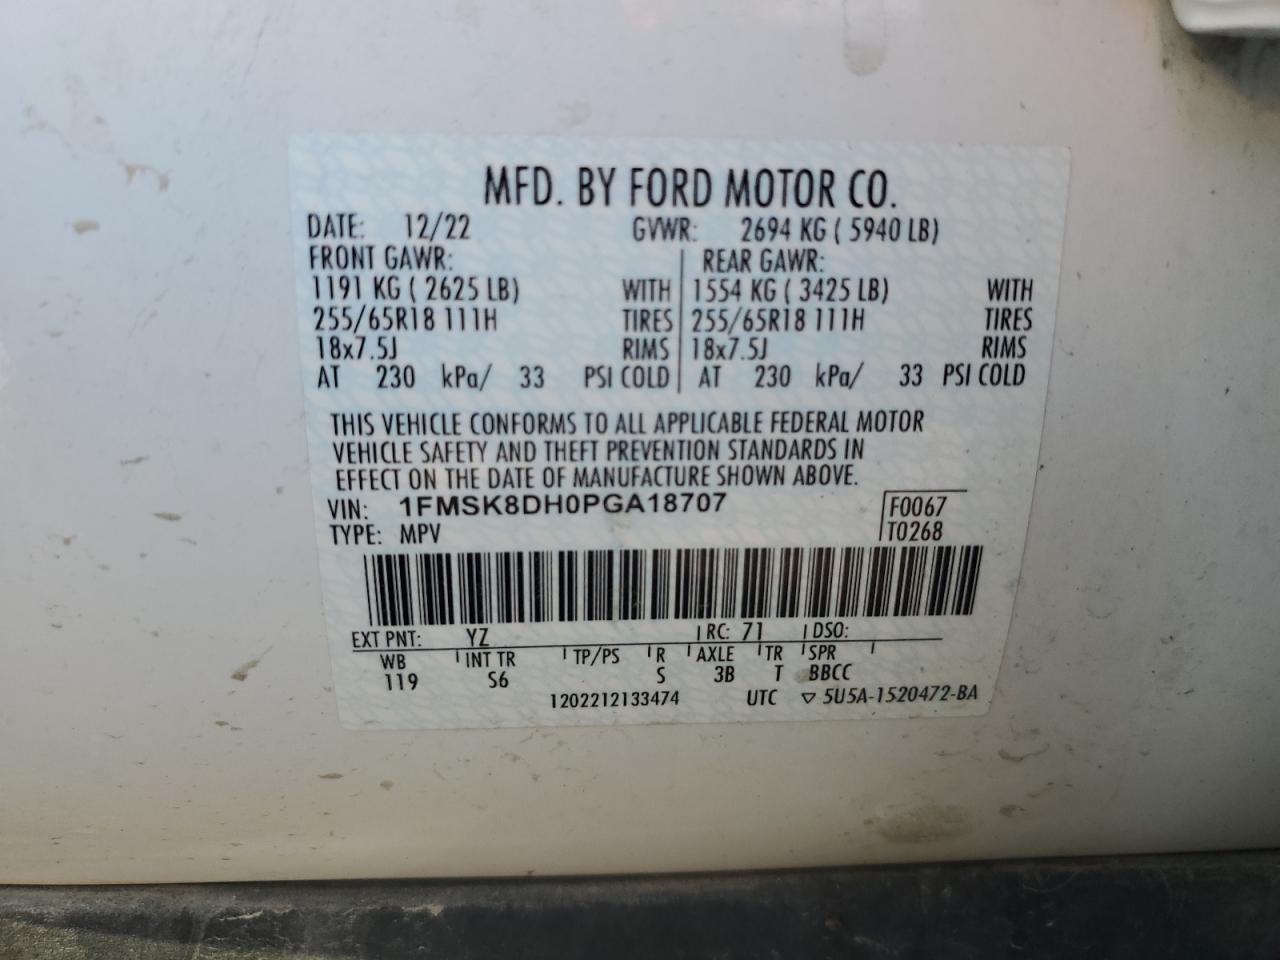 MFD. BY FORD MOTOR CO.
DATE: 12/22 GVWR: 2694 KG ( 5940 LB)
FRONT GAWR: REAR GAWR:
1191 KG ( 2625 LB) WITH 1554 KG ( 3425 LB) WITH
255/65R18 111H TIRES 255/65R18 111H TIRES
18x7.5J RIMS 18x7.5J RIMS
AT 230 kPa/ 33 PSI COLD AT 230 kPa/ 33 PSI COLD
THIS VEHICLE CONFORMS TO ALL APPLICABLE FEDERAL MOTOR
VEHICLE SAFETY AND THEFT PREVENTION STANDARDS IN
EFFECT ON THE DATE OF MANUFACTURE SHOWN ABOVE.
VIN: 1FMSK8DH0PGA18707 F0067
TYPE: MPV T0268
EXT PNT: YZ RC: 71 DSO:
WB INT TR TP/PS R AXLE TR SPR
119 S6 S 3B T BBCC
1202212133474 UTC ▽ 5U5A-1520472-BA